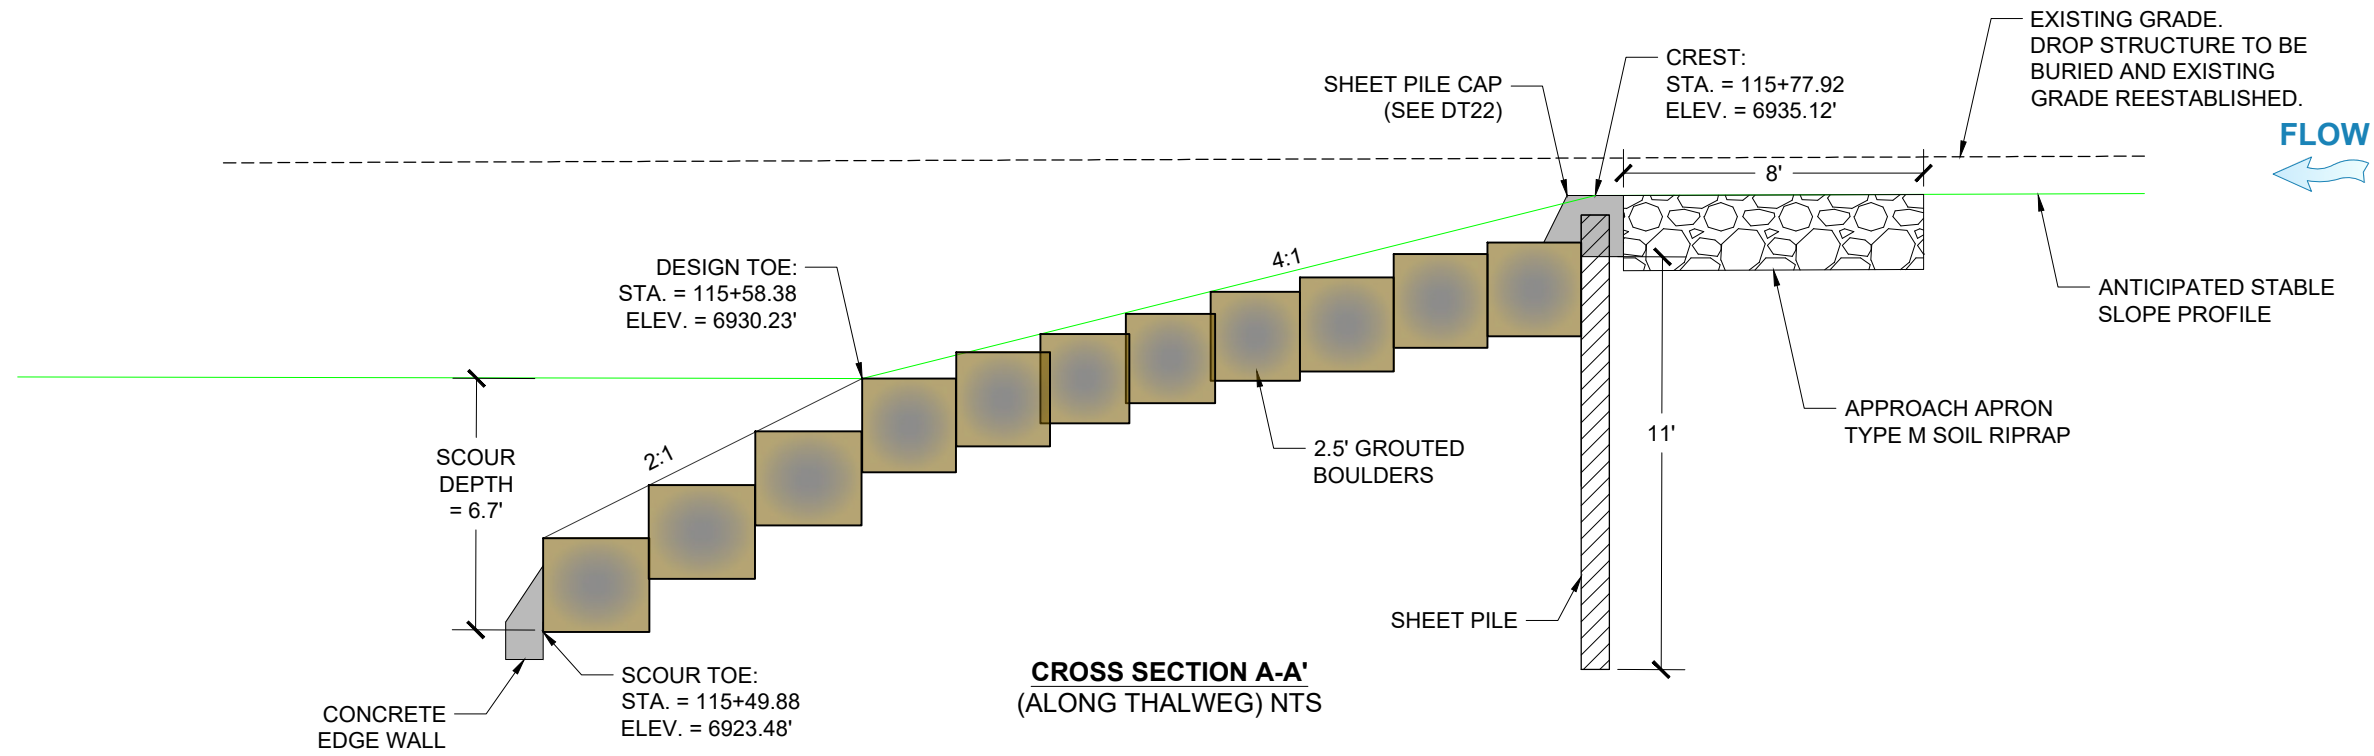 EXISTING GRADE.
DROP STRUCTURE TO BE
BURIED AND EXISTING
GRADE REESTABLISHED.
CREST:
STA. = 115+77.92
ELEV. = 6935.12'
SHEET PILE CAP
(SEE DT22)
FLOW
8'
4:1
DESIGN TOE:
STA. = 115+58.38
ELEV. = 6930.23'
ANTICIPATED STABLE
SLOPE PROFILE
APPROACH APRON
TYPE M SOIL RIPRAP
11'
2:1
SCOUR
DEPTH
= 6.7'
2.5' GROUTED
BOULDERS
SHEET PILE
SCOUR TOE:
STA. = 115+49.88
ELEV. = 6923.48'
CONCRETE
EDGE WALL
CROSS SECTION A-A'
(ALONG THALWEG) NTS